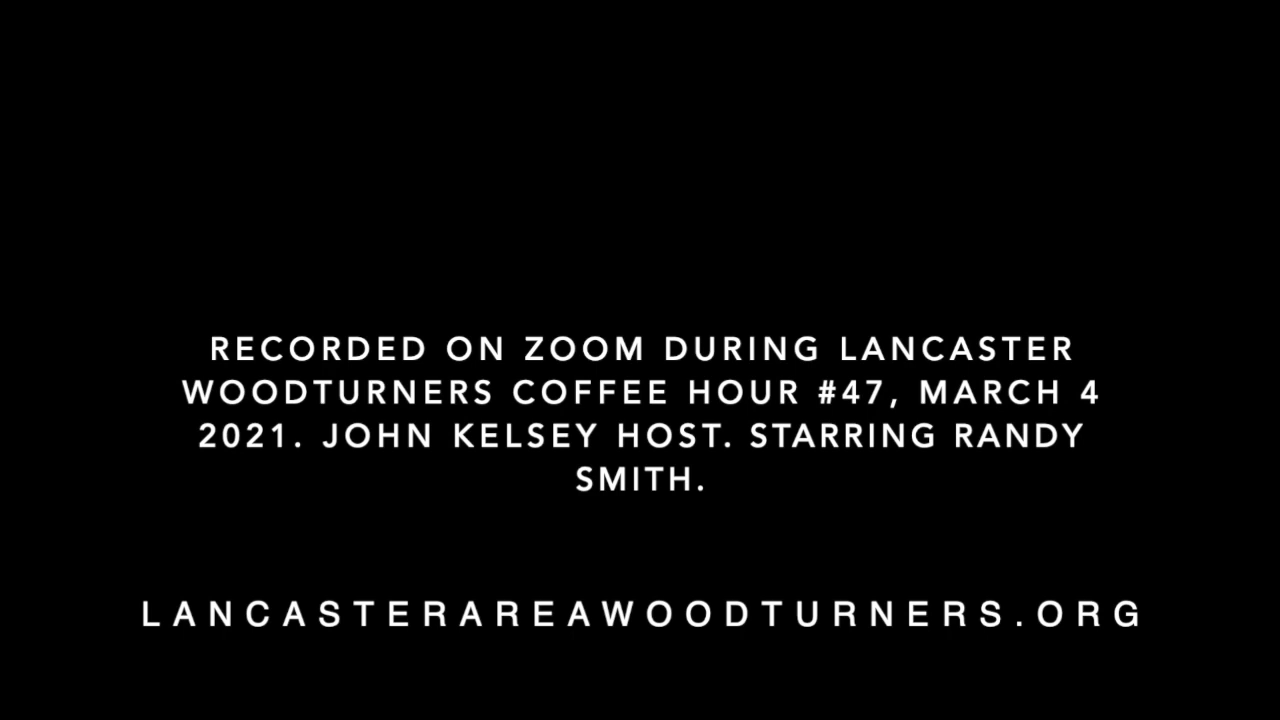 RECORDED ON ZOOM DURING LANCASTER
WOODTURNERS COFFEE HOUR #47, MARCH 4
2021. JOHN KELSEY HOST. STARRING RANDY
SMITH.
LANCASTERAREAWOODTURNERS.ORG